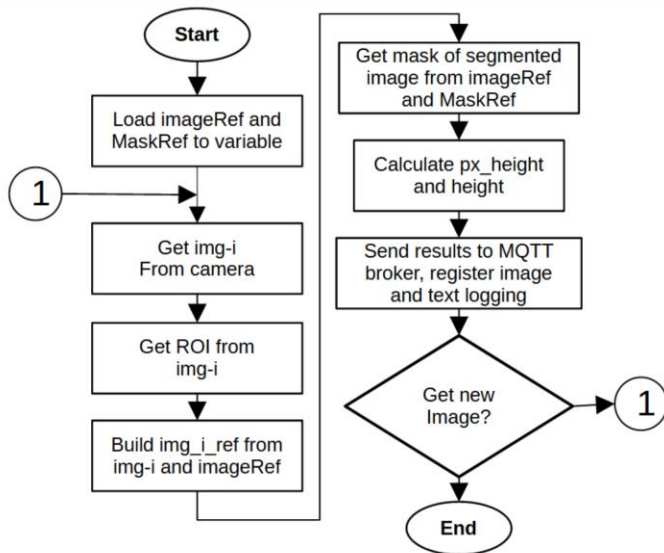 Start
Load imageRef and
MaskRef to variable
1
Get img-i
From camera
Get ROI from
img-i
Build img_i_ref from
img-i and imageRef
Get mask of segmented
image from imageRef
and MaskRef
Calculate px_height
and height
Send results to MQTT
broker, register image
and text logging
Get new
Image?
1
End